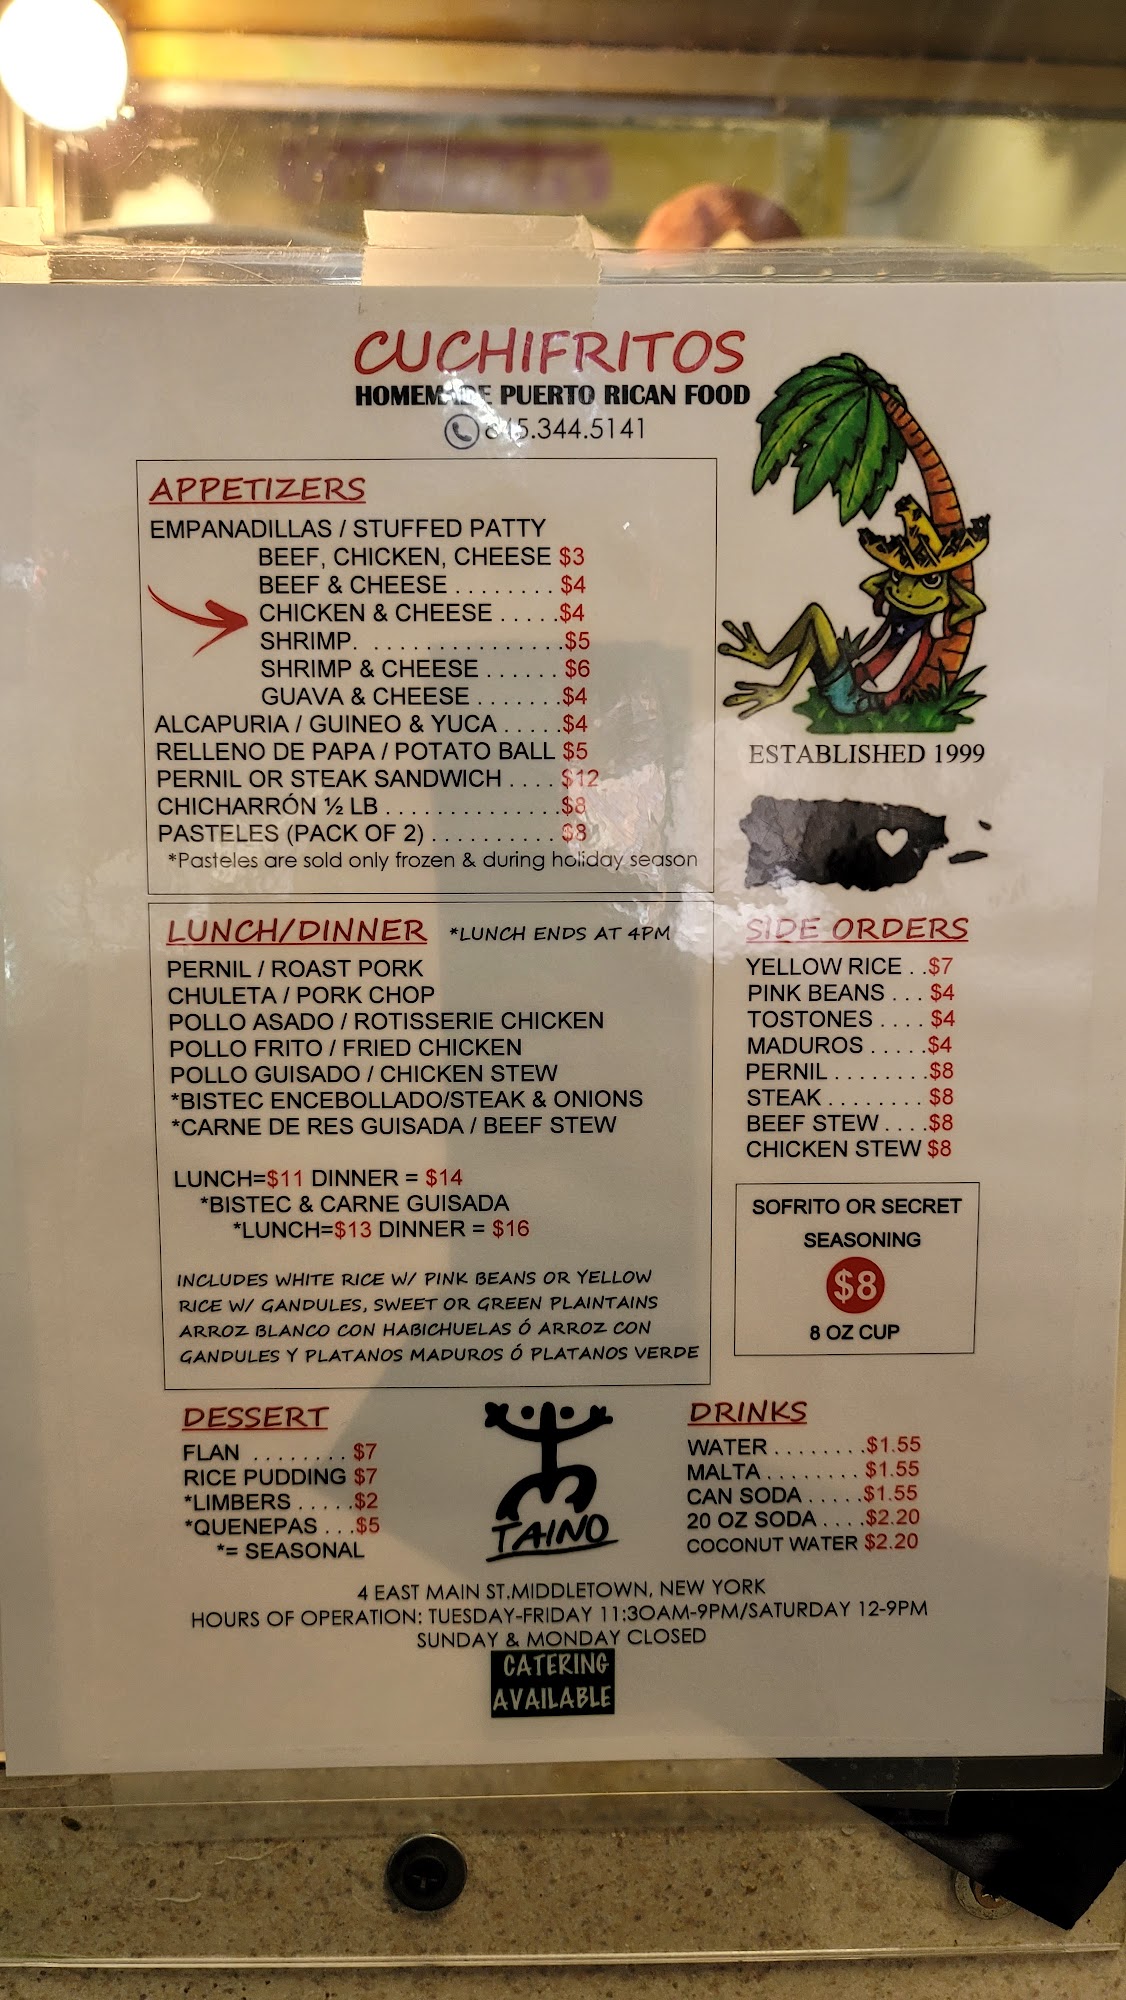 CUCHIFRITOS
HOMEMADE PUERTO RICAN FOOD
845.344.5141
APPETIZERS
EMPANADILLAS / STUFFED PATTY
BEEF, CHICKEN, CHEESE $3
BEEF & CHEESE ........ $4
CHICKEN & CHEESE .....$4
SHRIMP. ................$5
SHRIMP & CHEESE ...... $6
GUAVA & CHEESE .......$4
ALCAPURIA / GUINEO & YUCA .....$4
RELLENO DE PAPA / POTATO BALL $5
PERNIL OR STEAK SANDWICH .... $12
CHICHARRÓN ½ LB ..............$8
PASTELES (PACK OF 2) .......... $8
*Pasteles are sold only frozen & during holiday season
ESTABLISHED 1999
LUNCH/DINNER *LUNCH ENDS AT 4PM
PERNIL / ROAST PORK
CHULETA / PORK CHOP
POLLO ASADO / ROTISSERIE CHICKEN
POLLO FRITO / FRIED CHICKEN
POLLO GUISADO / CHICKEN STEW
*BISTEC ENCEBOLLADO/STEAK & ONIONS
*CARNE DE RES GUISADA / BEEF STEW
LUNCH=$11 DINNER = $14
*BISTEC & CARNE GUISADA
*LUNCH=$13 DINNER = $16
INCLUDES WHITE RICE W/ PINK BEANS OR YELLOW
RICE W/ GANDULES, SWEET OR GREEN PLAINTAINS
ARROZ BLANCO CON HABICHUELAS Ó ARROZ CON
GANDULES Y PLATANOS MADUROS Ó PLATANOS VERDE
SIDE ORDERS
YELLOW RICE ..$7
PINK BEANS ... $4
TOSTONES .... $4
MADUROS .....$4
PERNIL ........$8
STEAK ........ $8
BEEF STEW ....$8
CHICKEN STEW $8
SOFRITO OR SECRET
SEASONING
$8
8 OZ CUP
DESSERT
FLAN ........ $7
RICE PUDDING $7
*LIMBERS .....$2
*QUENEPAS ...$5
*= SEASONAL
TAINO
DRINKS
WATER ........$1.55
MALTA ........ $1.55
CAN SODA .....$1.55
20 OZ SODA ....$2.20
COCONUT WATER $2.20
4 EAST MAIN ST.MIDDLETOWN, NEW YORK
HOURS OF OPERATION: TUESDAY-FRIDAY 11:30AM-9PM/SATURDAY 12-9PM
SUNDAY & MONDAY CLOSED
CATERING
AVAILABLE